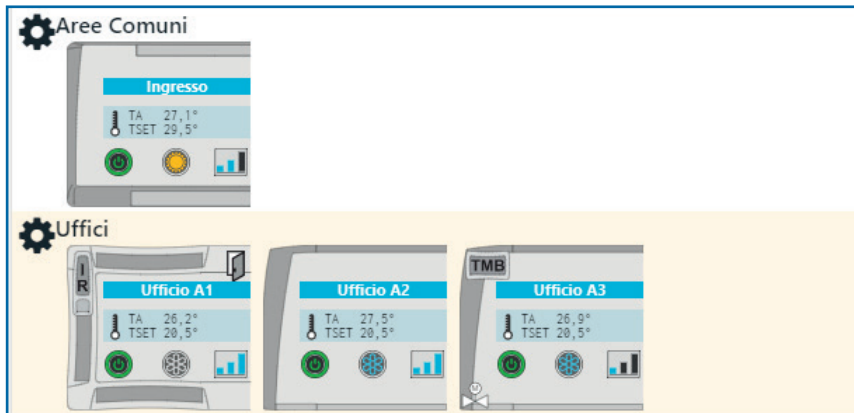 Aree Comuni
Ingresso
TA 27,1°
TSET 29,5°
Uffici
IR
Ufficio A1
TA 26,2°
TSET 20,5°
Ufficio A2
TA 27,5°
TSET 20,5°
TMB
Ufficio A3
TA 26,9°
TSET 20,5°